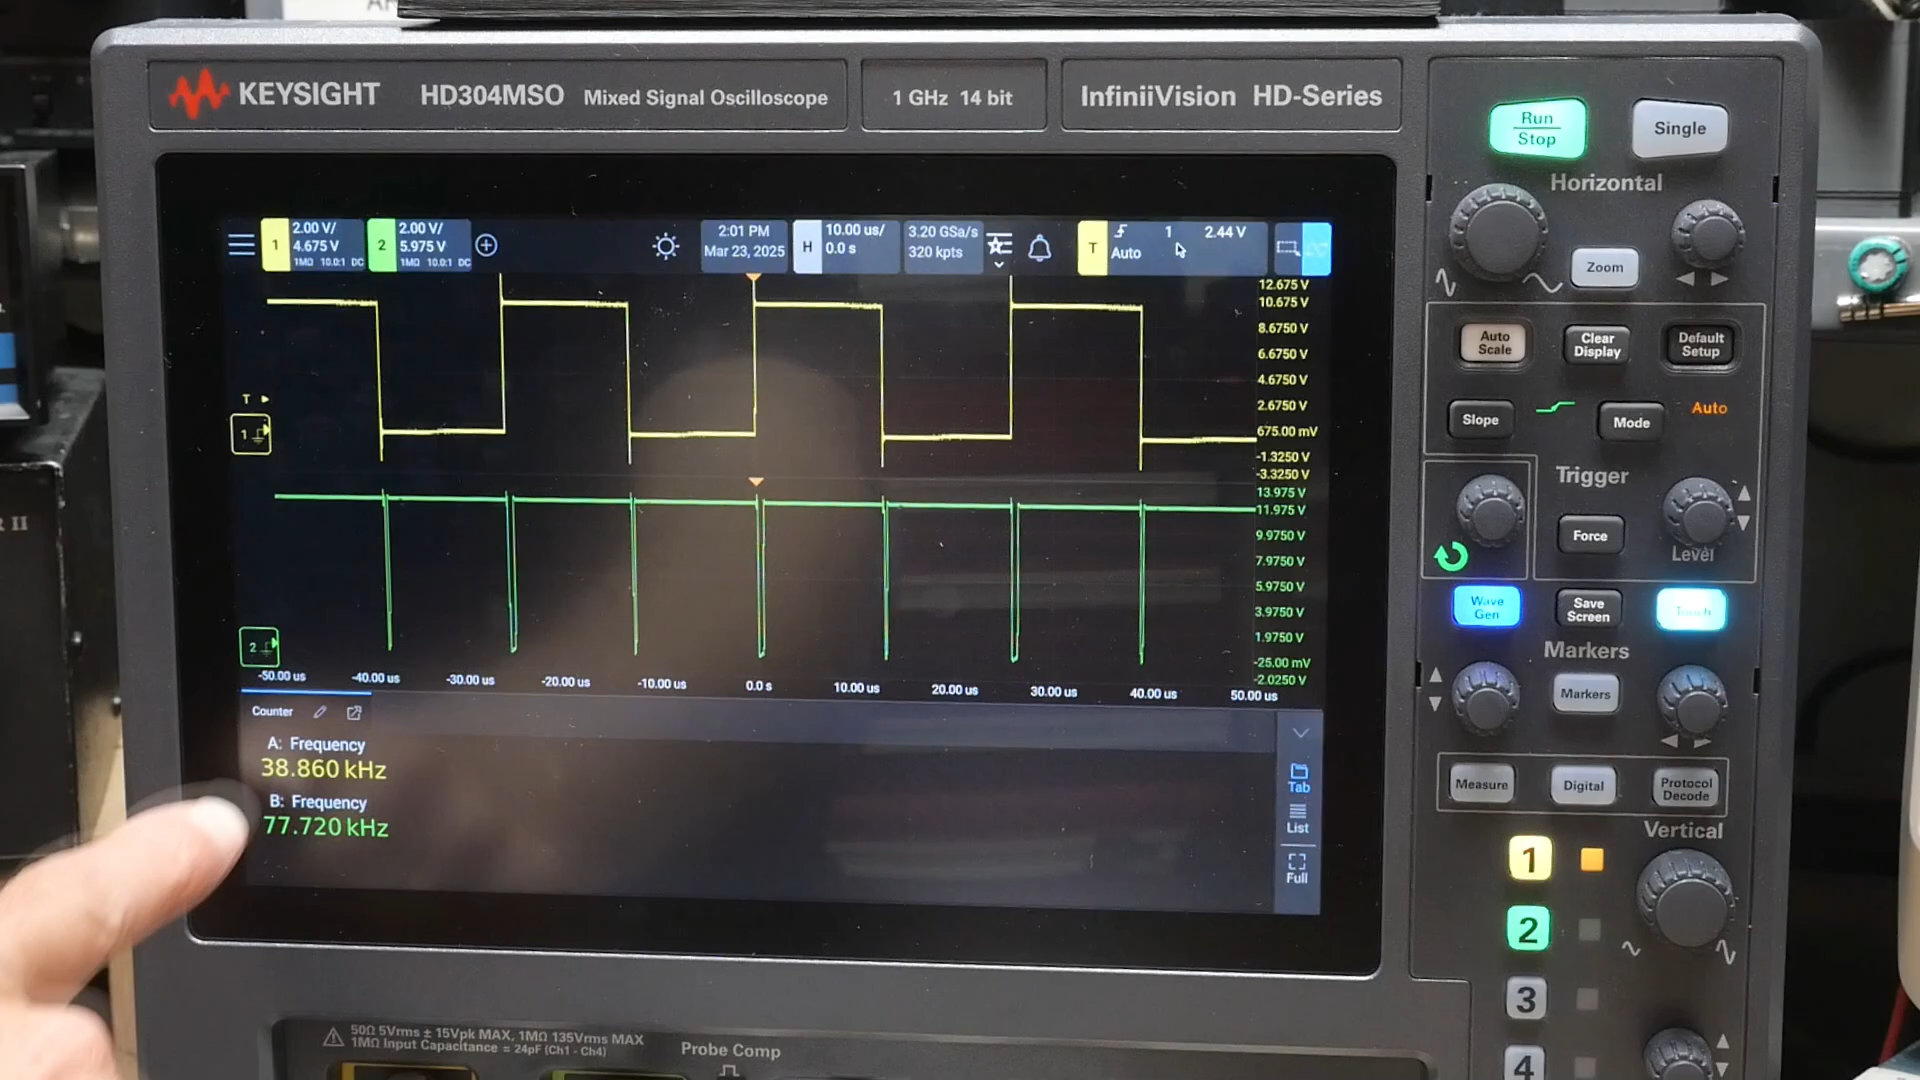 KEYSIGHT HD304MSO Mixed Signal Oscilloscope 1 GHz 14 bit InfiniiVision HD-Series
Run
Stop
Single
Horizontal
Zoom
1
2.00 V/
4.675 V
1MΩ 10.0:1 DC
2
2.00 V/
5.975 V
1MΩ 10.0:1 DC
2:01 PM
Mar 23, 2025
H
10.00 us/
0.0 s
3.20 GSa/s
320 kpts
T
1
2.44 V
Auto
12.675 V
10.675 V
8.6750 V
6.6750 V
4.6750 V
2.6750 V
675.00 mV
-1.3250 V
-3.3250 V
13.975 V
11.975 V
9.9750 V
7.9750 V
5.9750 V
3.9750 V
1.9750 V
-25.00 mV
-2.0250 V
T
1
2
-50.00 us
-40.00 us
-30.00 us
-20.00 us
-10.00 us
0.0 s
10.00 us
20.00 us
30.00 us
40.00 us
50.00 us
Counter
A: Frequency
38.860 kHz
B: Frequency
77.720 kHz
Tab
List
Full
Auto
Scale
Clear
Display
Default
Setup
Slope
Mode
Auto
Trigger
Force
Level
Wave
Gen
Save
Screen
Touch
Markers
Markers
Measure
Digital
Protocol
Decode
Vertical
1
2
3
4
50Ω 5Vrms ± 15Vpk MAX, 1MΩ 135Vrms MAX
1MΩ Input Capacitance = 24pF (Ch1 - Ch4)
Probe Comp
R II